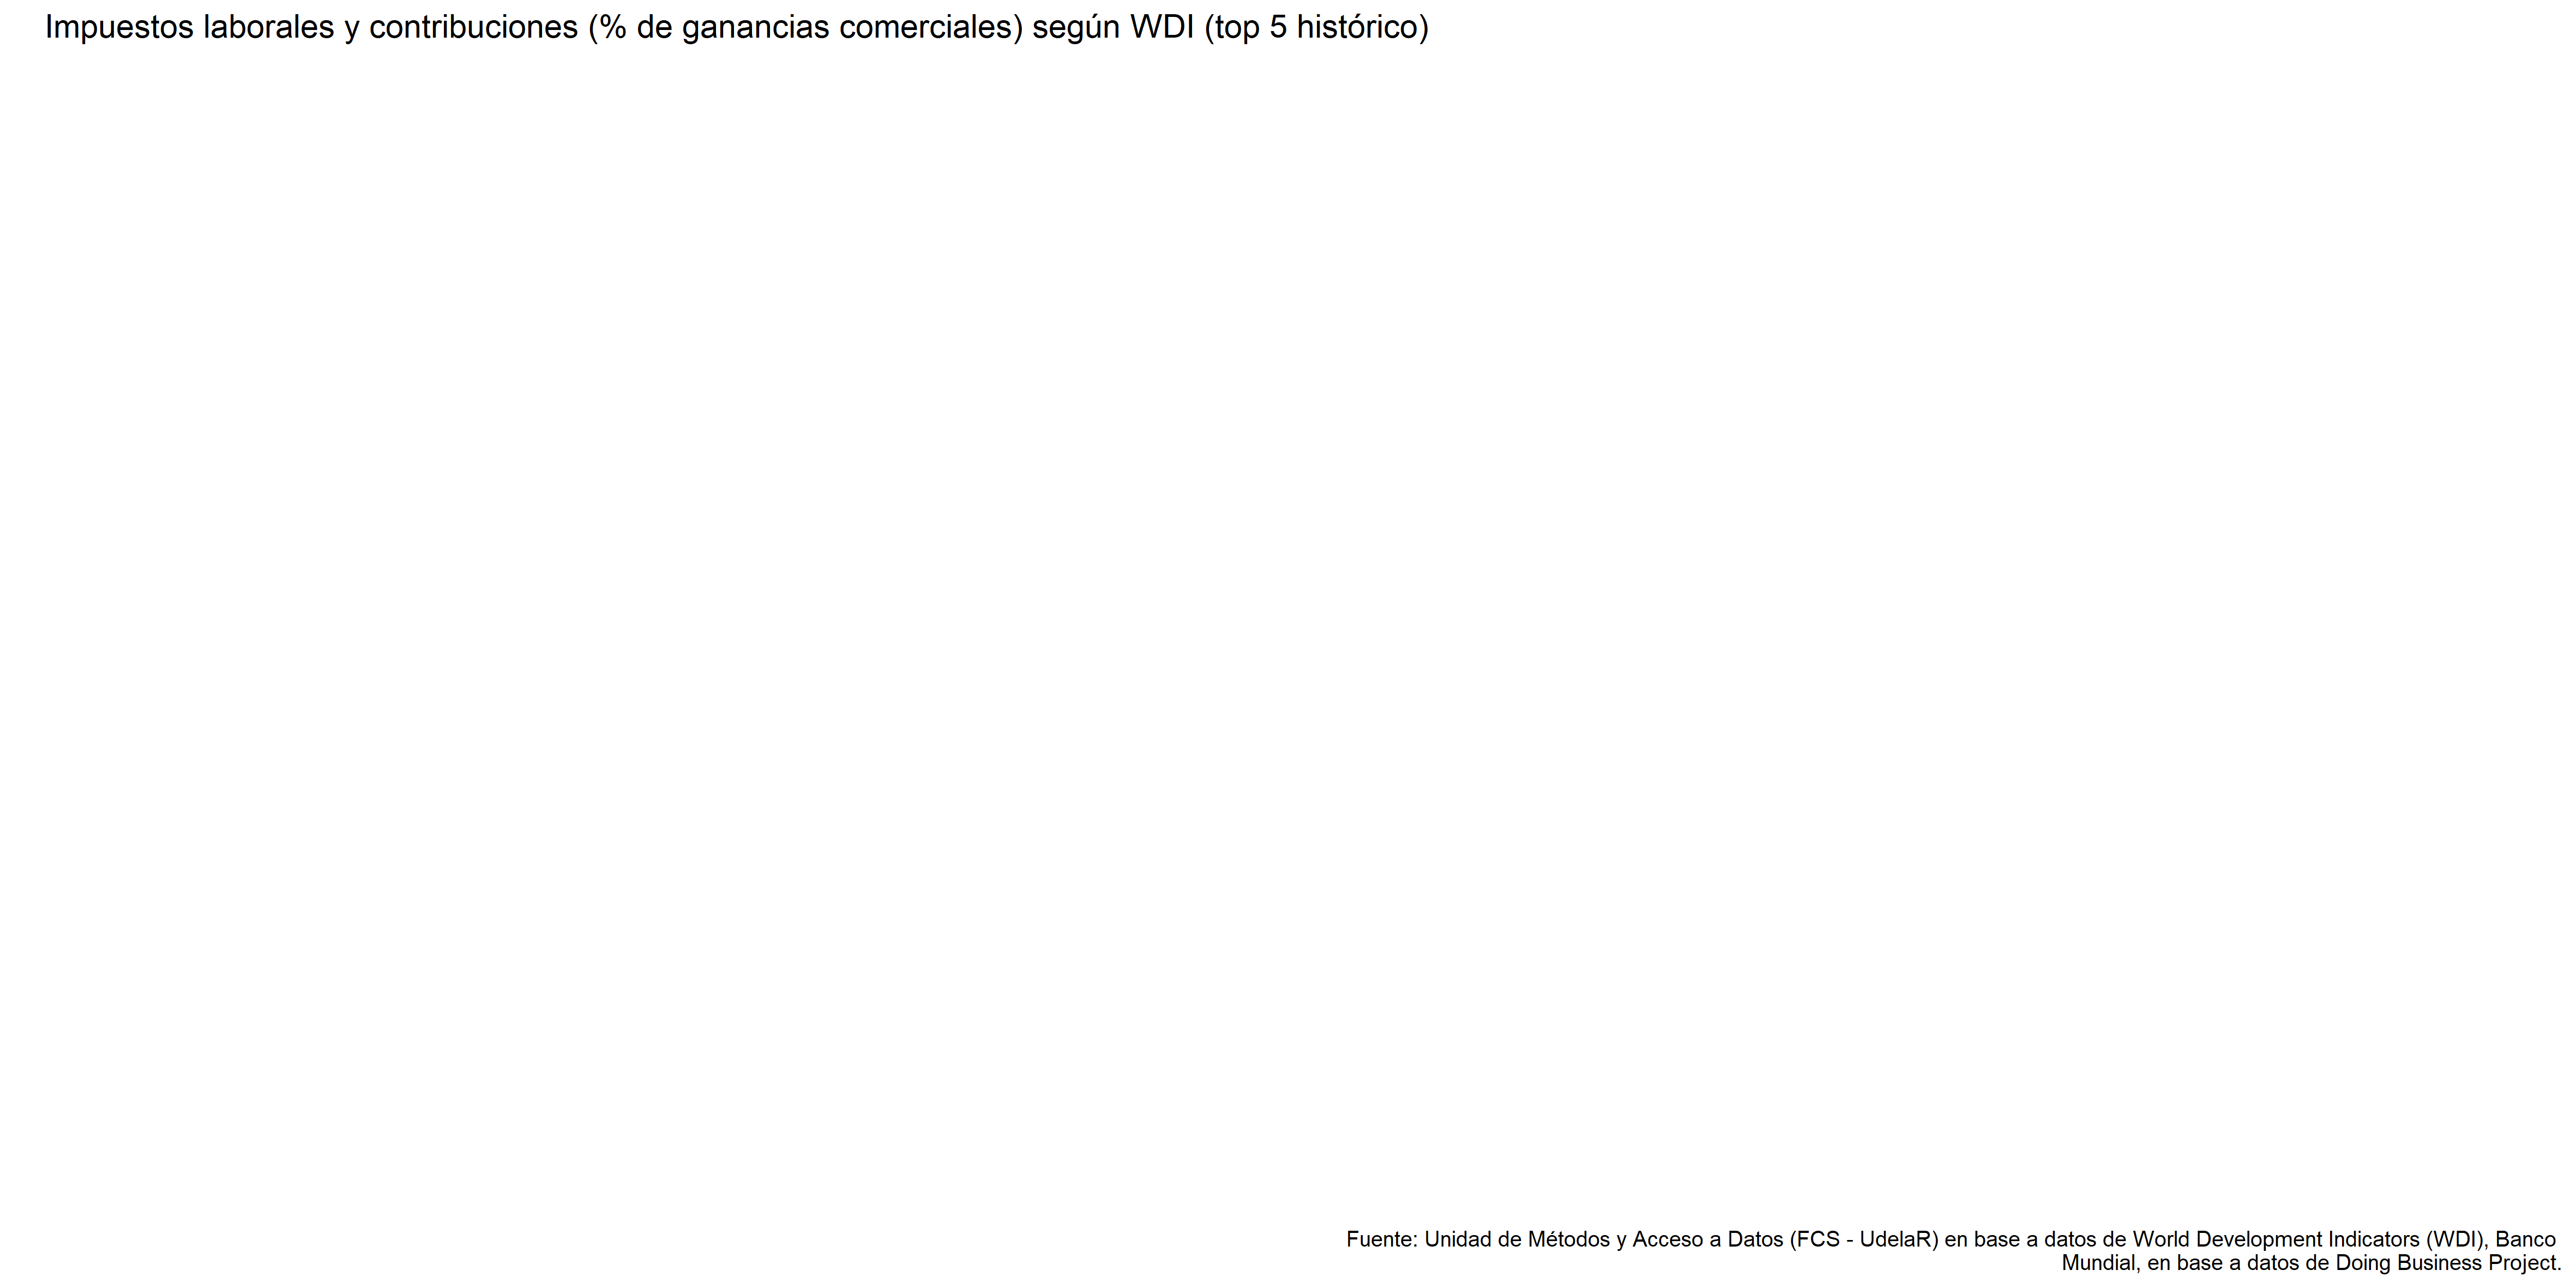 Impuestos laborales y contribuciones (% de ganancias comerciales) según WDI (top 5 histórico)
Fuente: Unidad de Métodos y Acceso a Datos (FCS - UdelaR) en base a datos de World Development Indicators (WDI), Banco
Mundial, en base a datos de Doing Business Project.